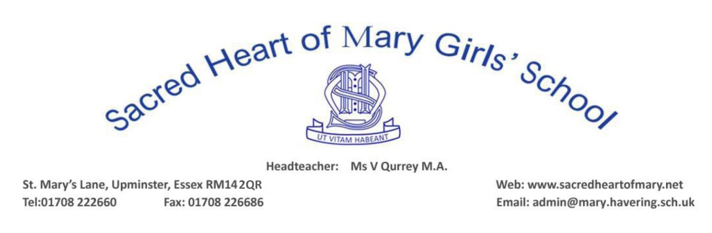 Sacred Heart of Mary Girls' School
UT VITAM HABEANT
Headteacher: Ms V Qurrey M.A.
St. Mary's Lane, Upminster, Essex RM14 2QR
Web: www.sacredheartofmary.net
Tel:01708 222660 Fax: 01708 226686
Email: admin@mary.havering.sch.uk